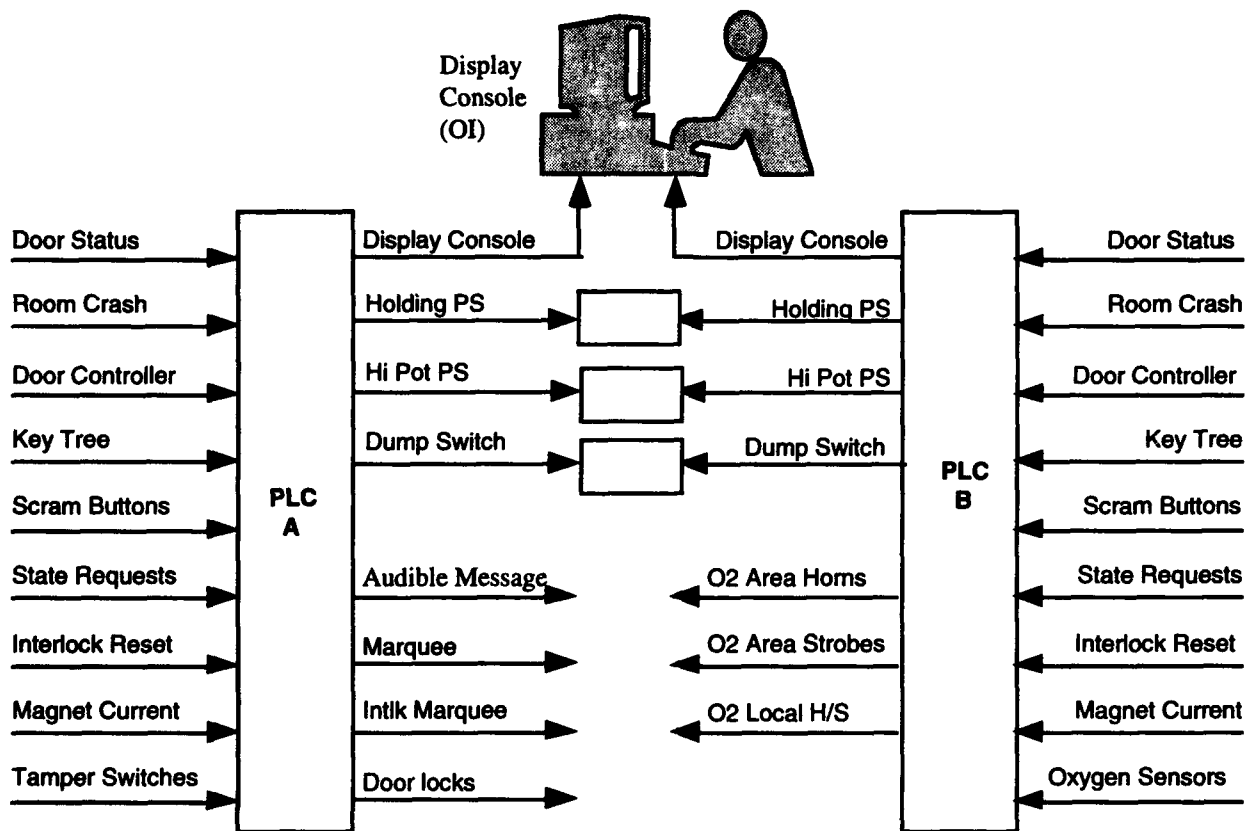 Display
Console
(OI)
Door Status
Display Console
Display Console
Door Status
Room Crash
Holding PS
Holding PS
Room Crash
Door Controller
Hi Pot PS
Hi Pot PS
Door Controller
Key Tree
Dump Switch
Dump Switch
Key Tree
PLC
A
PLC
B
Scram Buttons
Scram Buttons
State Requests
Audible Message
O2 Area Horns
State Requests
Interlock Reset
Marquee
O2 Area Strobes
Interlock Reset
Magnet Current
Intlk Marquee
O2 Local H/S
Magnet Current
Tamper Switches
Door locks
Oxygen Sensors